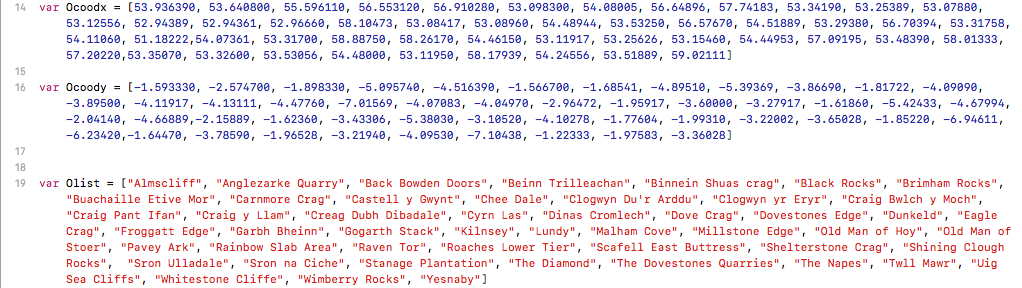 14 var Ocoodx = [53.936390, 53.640800, 55.596110, 56.553120, 56.910280, 53.098300, 54.08005, 56.64896, 57.74183, 53.34190, 53.25389, 53.07880,
53.12556, 52.94389, 52.94361, 52.96660, 58.10473, 53.08417, 53.08960, 54.48944, 53.53250, 56.57670, 54.51889, 53.29380, 56.70394, 53.31758,
54.11060, 51.18222,54.07361, 53.31700, 58.88750, 58.26170, 54.46150, 53.11917, 53.25626, 53.15460, 54.44953, 57.09195, 53.48390, 58.01333,
57.20220,53.35070, 53.32600, 53.53056, 54.48000, 53.11950, 58.17939, 54.24556, 53.51889, 59.02111]
15
16 var Ocoody = [-1.593330, -2.574700, -1.898330, -5.095740, -4.516390, -1.566700, -1.68541, -4.89510, -5.39369, -3.86690, -1.81722, -4.09090,
-3.89500, -4.11917, -4.13111, -4.47760, -7.01569, -4.07083, -4.04970, -2.96472, -1.95917, -3.60000, -3.27917, -1.61860, -5.42433, -4.67994,
-2.04140, -4.66889,-2.15889, -1.62360, -3.43306, -5.38030, -3.10520, -4.10278, -1.77604, -1.99310, -3.22002, -3.65028, -1.85220, -6.94611,
-6.23420,-1.64470, -3.78590, -1.96528, -3.21940, -4.09530, -7.10438, -1.22333, -1.97583, -3.36028]
17
18
19 var Olist = ["Almscliff", "Anglezarke Quarry", "Back Bowden Doors", "Beinn Trilleachan", "Binnein Shuas crag", "Black Rocks", "Brimham Rocks",
"Buachaille Etive Mor", "Carnmore Crag", "Castell y Gwynt", "Chee Dale", "Clogwyn Du'r Arddu", "Clogwyn yr Eryr", "Craig Bwlch y Moch",
"Craig Pant Ifan", "Craig y Llam", "Creag Dubh Dibadale", "Cyrn Las", "Dinas Cromlech", "Dove Crag", "Dovestones Edge", "Dunkeld", "Eagle
Crag", "Froggatt Edge", "Garbh Bheinn", "Gogarth Stack", "Kilnsey", "Lundy", "Malham Cove", "Millstone Edge", "Old Man of Hoy", "Old Man of
Stoer", "Pavey Ark", "Rainbow Slab Area", "Raven Tor", "Roaches Lower Tier", "Scafell East Buttress", "Shelterstone Crag", "Shining Clough
Rocks", "Sron Ulladale", "Sron na Ciche", "Stanage Plantation", "The Diamond", "The Dovestones Quarries", "The Napes", "Twll Mawr", "Uig
Sea Cliffs", "Whitestone Cliffe", "Wimberry Rocks", "Yesnaby"]